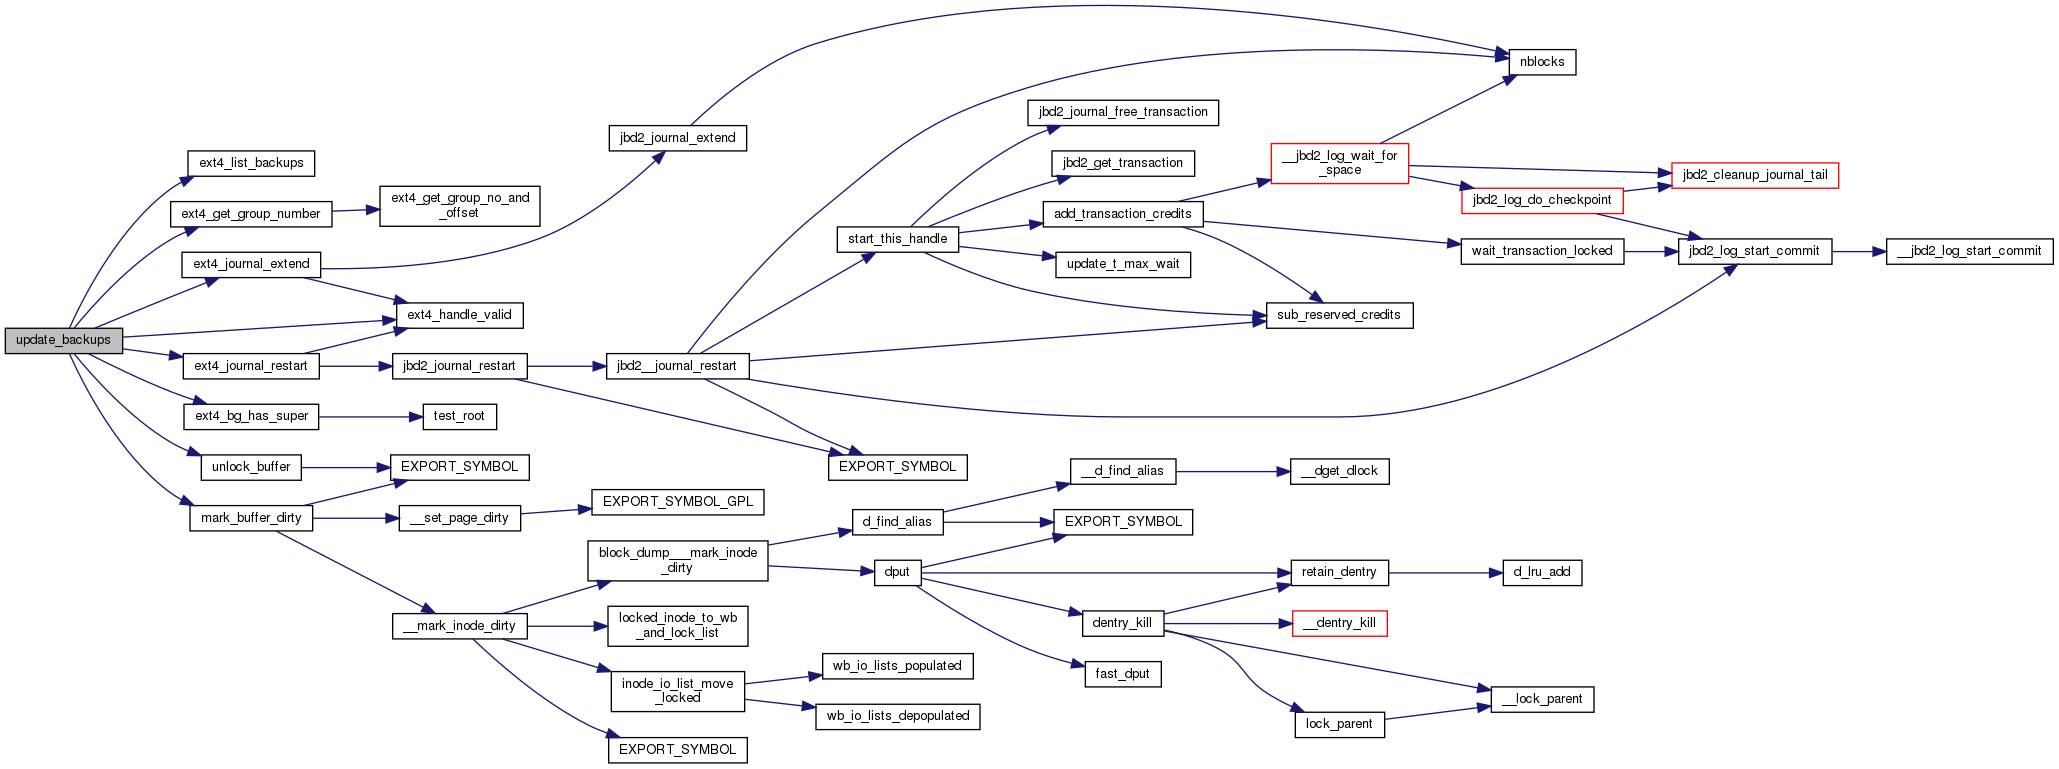 update_backups
ext4_list_backups
ext4_get_group_number
ext4_get_group_no_and
_offset
ext4_journal_extend
ext4_handle_valid
ext4_journal_restart
ext4_bg_has_super
test_root
unlock_buffer
EXPORT_SYMBOL
mark_buffer_dirty
__set_page_dirty
EXPORT_SYMBOL_GPL
__mark_inode_dirty
jbd2_journal_extend
jbd2_journal_restart
jbd2__journal_restart
nblocks
start_this_handle
jbd2_journal_free_transaction
jbd2_get_transaction
add_transaction_credits
update_t_max_wait
sub_reserved_credits
__jbd2_log_wait_for
_space
jbd2_cleanup_journal_tail
jbd2_log_do_checkpoint
wait_transaction_locked
jbd2_log_start_commit
__jbd2_log_start_commit
EXPORT_SYMBOL
block_dump___mark_inode
_dirty
locked_inode_to_wb
_and_lock_list
inode_io_list_move
_locked
EXPORT_SYMBOL
wb_io_lists_populated
wb_io_lists_depopulated
d_find_alias
dput
__d_find_alias
__dget_dlock
EXPORT_SYMBOL
retain_dentry
d_lru_add
dentry_kill
__dentry_kill
fast_dput
lock_parent
__lock_parent